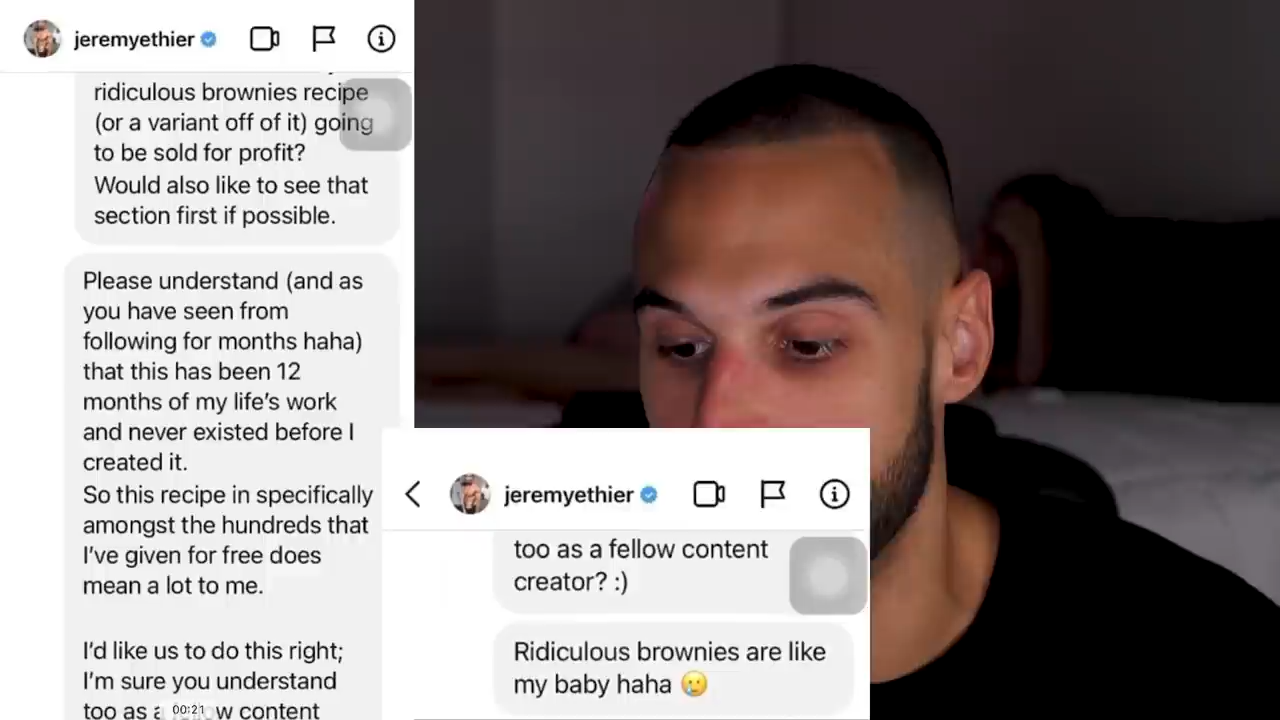 jeremyethier
ridiculous brownies recipe
(or a variant off of it) going
to be sold for profit?
Would also like to see that
section first if possible.
Please understand (and as
you have seen from
following for months haha)
that this has been 12
months of my life's work
and never existed before I
created it.
So this recipe in specifically
amongst the hundreds that
I've given for free does
mean a lot to me.
I'd like us to do this right;
I'm sure you understand
too as a fellow content
00:21
jeremyethier
too as a fellow content
creator? :)
Ridiculous brownies are like
my baby haha 🥲